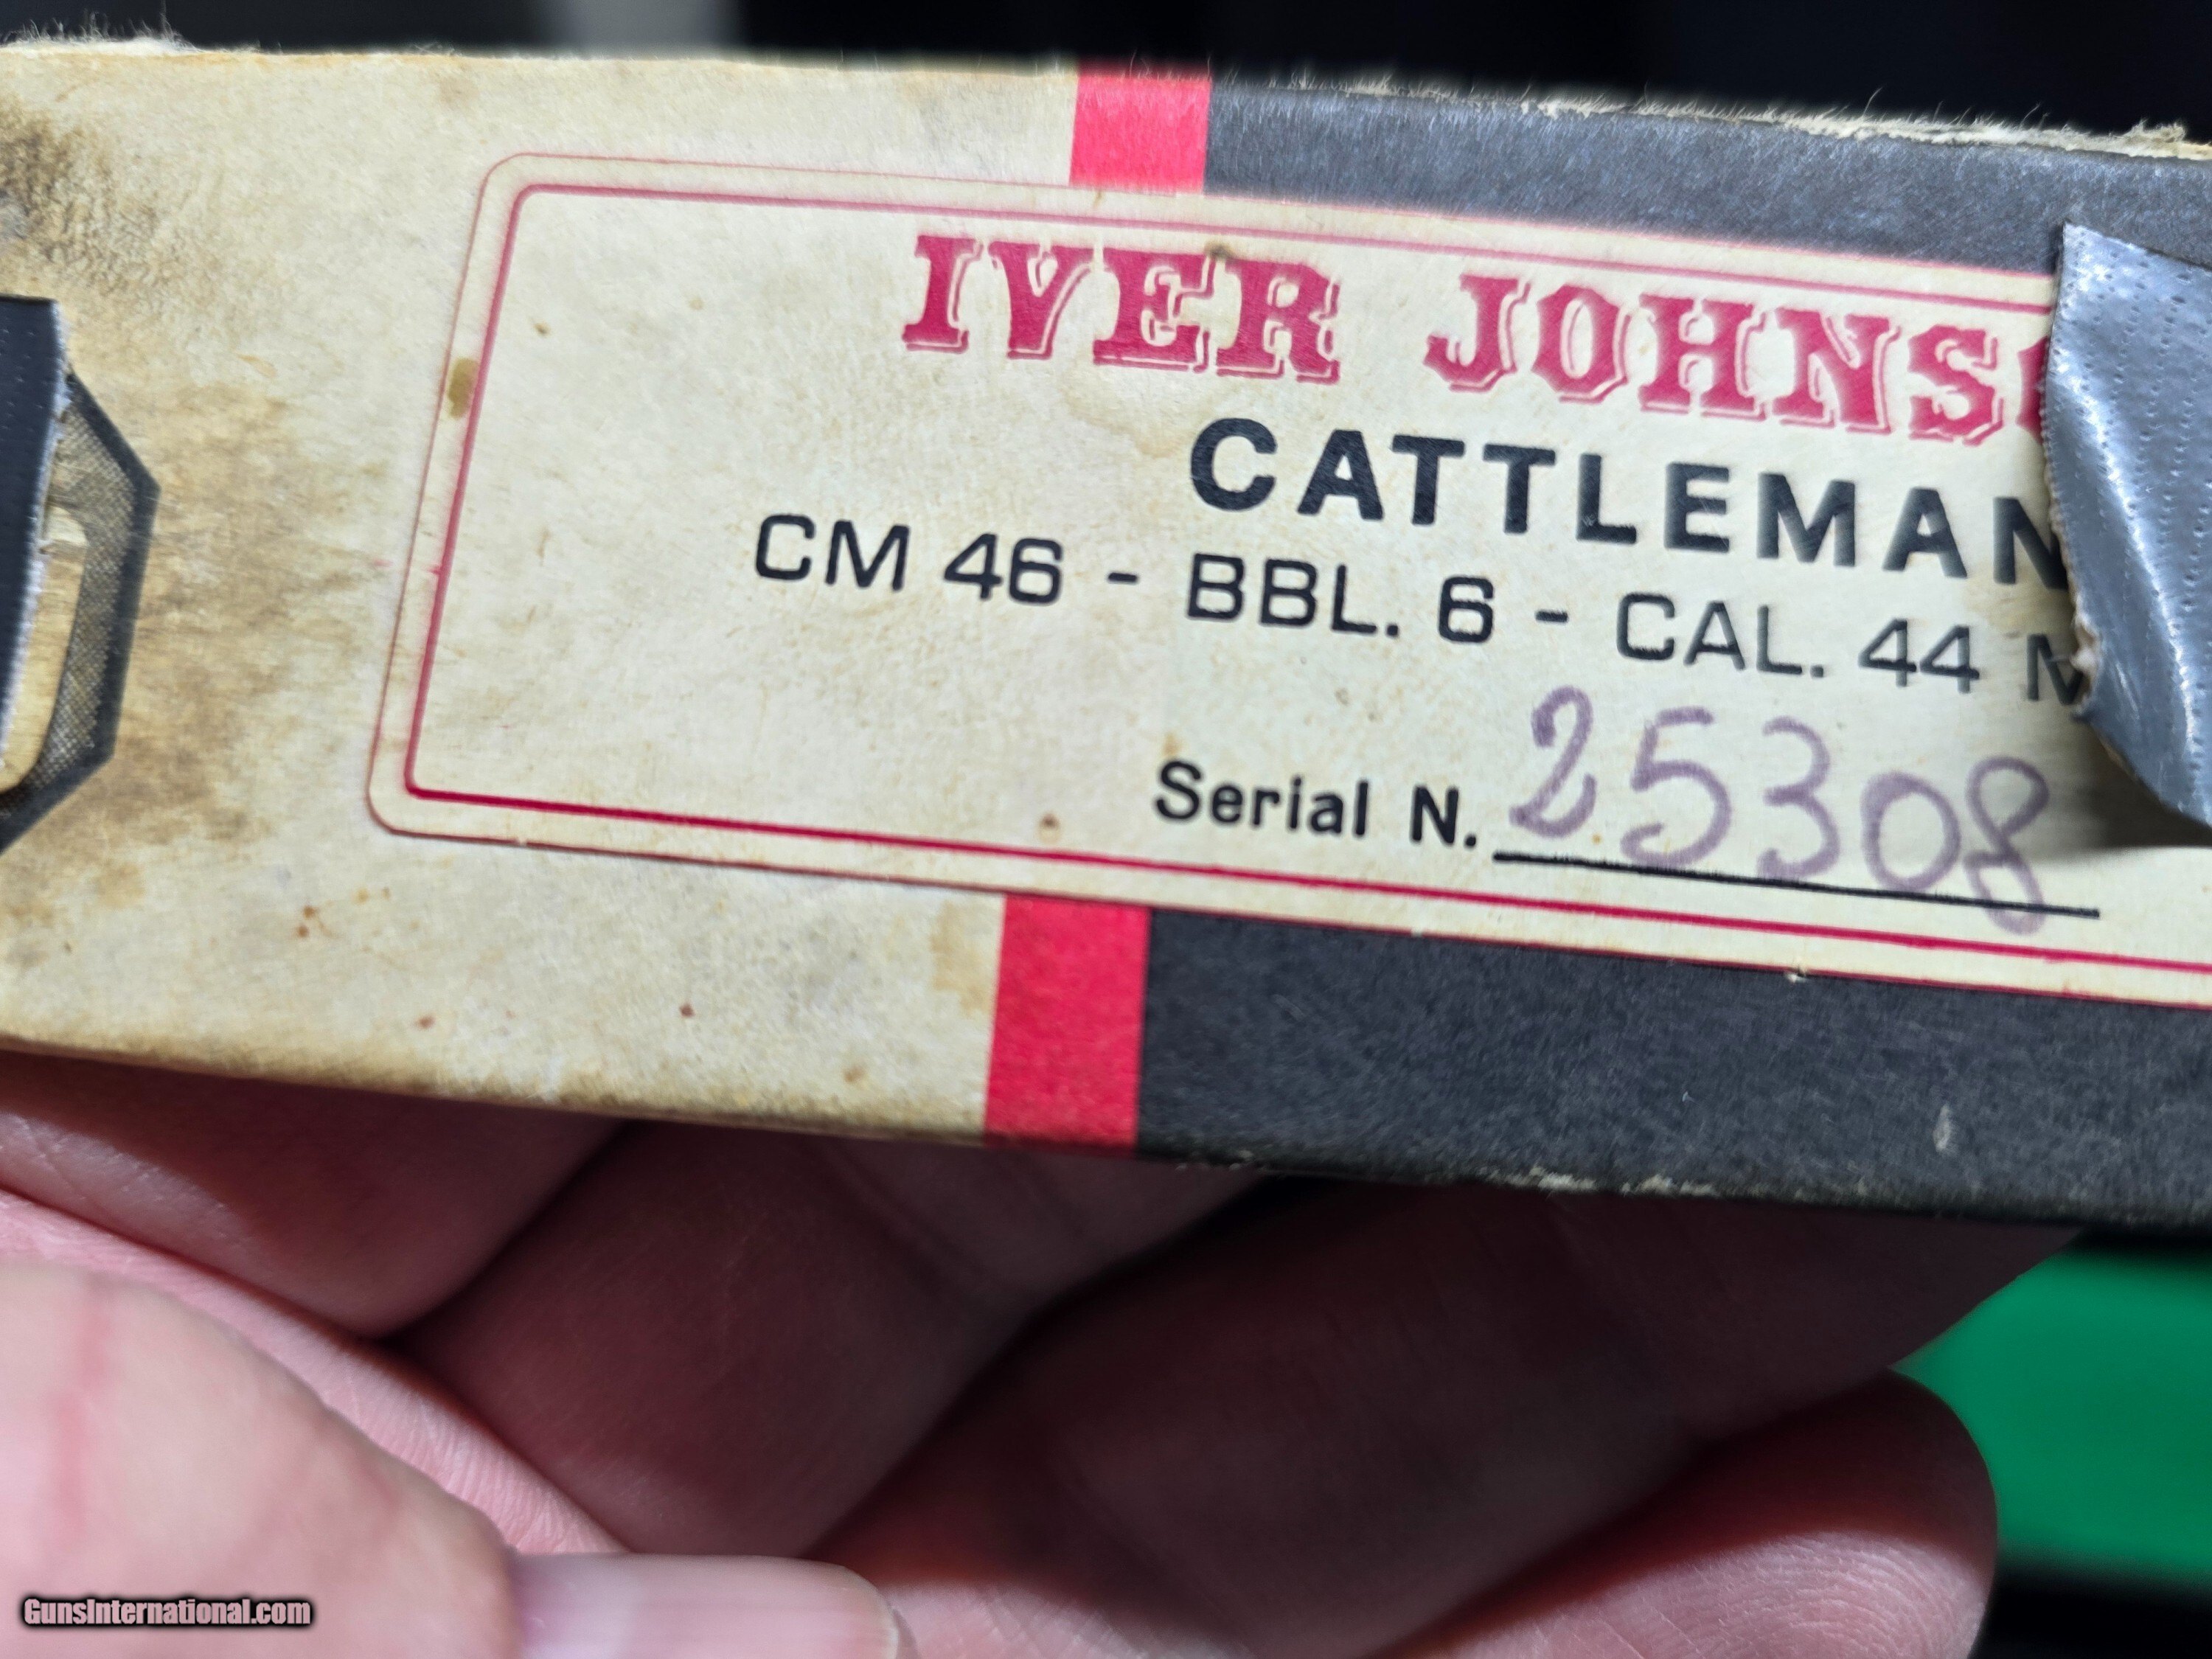 IVER JOHNS
CATTLEMAN
CM 46 - BBL. 6 - CAL. 44 M
Serial N. 25308
GunsInternational.com